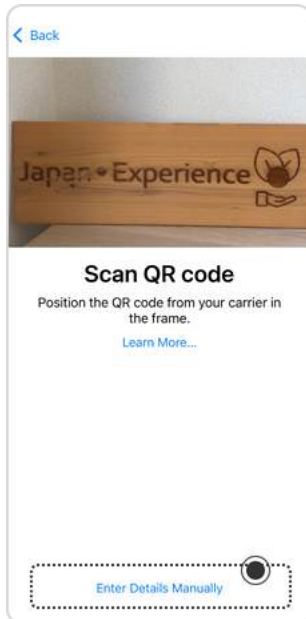 Back
Japan Experience
Scan QR code
Position the QR code from your carrier in
the frame.
Learn More...
Enter Details Manually